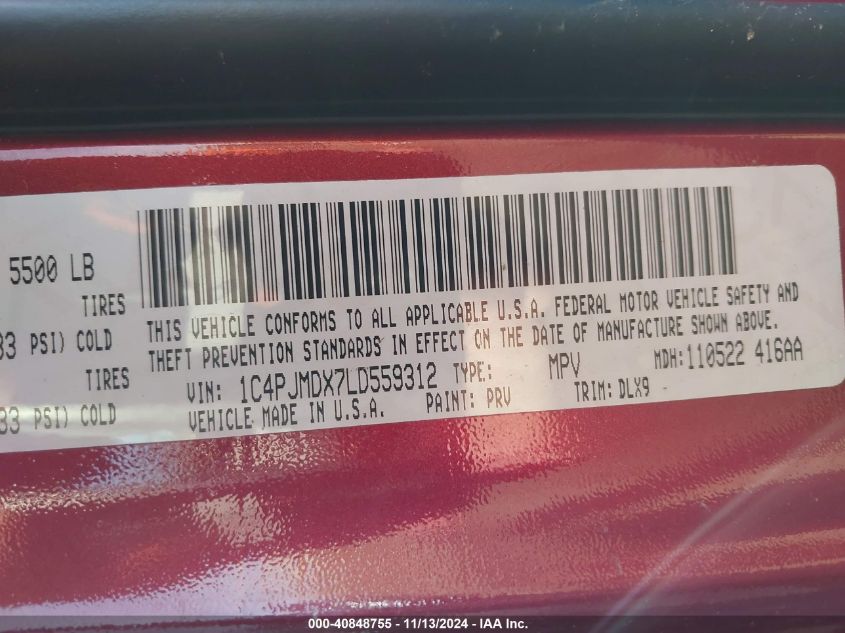 5500 LB
TIRES
33 PSI) COLD
TIRES
33 PSI) COLD
THIS VEHICLE CONFORMS TO ALL APPLICABLE U.S.A. FEDERAL MOTOR VEHICLE SAFETY AND
THEFT PREVENTION STANDARDS IN EFFECT ON THE DATE OF MANUFACTURE SHOWN ABOVE.
VIN: 1C4PJMDX7LD559312 TYPE: MPV MDH:110522 416AA
VEHICLE MADE IN U.S.A. PAINT: PRV TRIM: DLX9
000-40848755 - 11/13/2024 - IAA Inc.